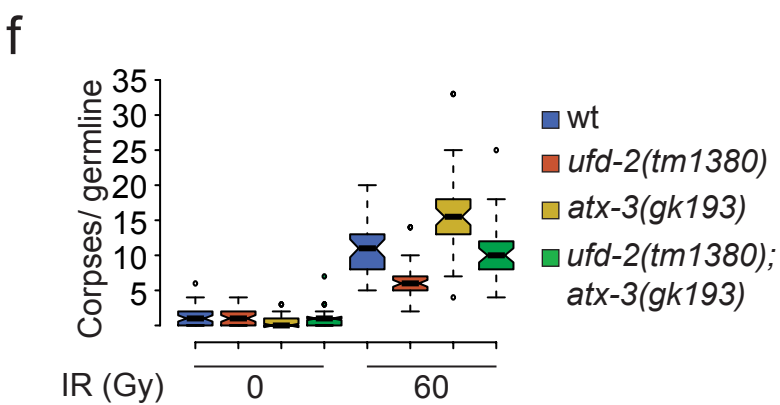 f
Corpses/ germline
35
30
25
20
15
10
5
IR (Gy)
0
60
wt
ufd-2(tm1380)
atx-3(gk193)
ufd-2(tm1380);
atx-3(gk193)